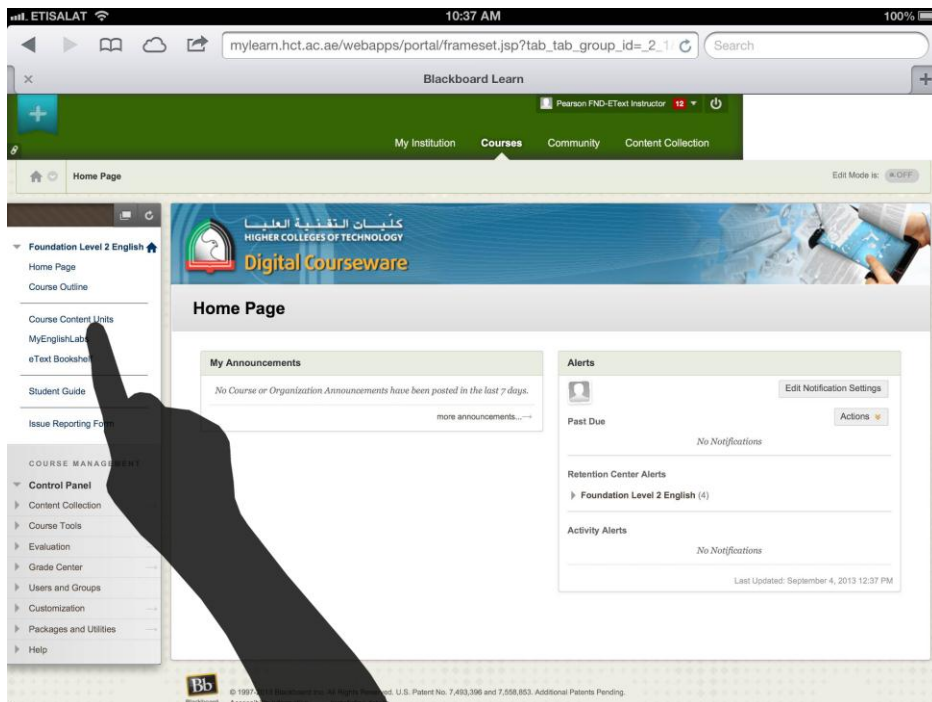 ETISALAT 10:37 AM 100%
mylearn.hct.ac.ae/webapps/portal/frameset.jsp?tab_tab_group_id=_2_1/ Search
Blackboard Learn
Pearson FND-EText Instructor 12
My Institution Courses Community Content Collection
Home Page Edit Mode is: OFF
كليات التقنية العليا
HIGHER COLLEGES OF TECHNOLOGY
Digital Courseware
Foundation Level 2 English
Home Page
Course Outline
Course Content Units
MyEnglishLabs
eText Bookshelf
Student Guide
Issue Reporting Form
COURSE MANAGEMENT
Control Panel
Content Collection
Course Tools
Evaluation
Grade Center
Users and Groups
Customization
Packages and Utilities
Help
Home Page
My Announcements
No Course or Organization Announcements have been posted in the last 7 days.
more announcements...
Alerts
Edit Notification Settings
Past Due
Actions
No Notifications
Retention Center Alerts
Foundation Level 2 English (4)
Activity Alerts
No Notifications
Last Updated: September 4, 2013 12:37 PM
Bb
© 1997- Blackboard Inc. All Rights Reserved. U.S. Patent No. 7,493,396 and 7,558,853. Additional Patents Pending.